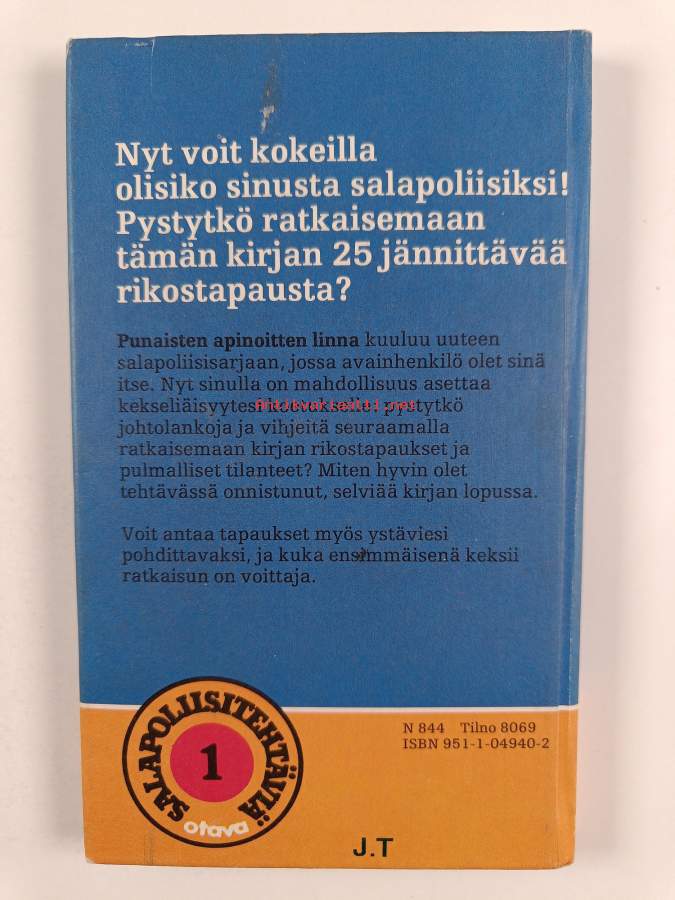 Nyt voit kokeilla
olisiko sinusta salapoliisiksi!
Pystytkö ratkaisemaan
tämän kirjan 25 jännittävää
rikostapausta?
Punaisten apinoitten linna kuuluu uuteen
salapoliisisarjaan, jossa avainhenkilö olet sinä
itse. Nyt sinulla on mahdollisuus asettaa
kekseliäisyytesi pystytkö
Antikvariaatti.net
johtolankoja ja vihjeitä seuraamalla
ratkaisemaan kirjan rikostapaukset ja
pulmalliset tilanteet? Miten hyvin olet
tehtävässä onnistunut, selviää kirjan lopussa.
Voit antaa tapaukset myös ystäviesi
pohdittavaksi, ja kuka ensimmäisenä keksii
ratkaisun on voittaja.
SALAPOLIISITEHTÄVIÄ
1
otava
N 844 Tilno 8069
ISBN 951-1-04940-2
J.T